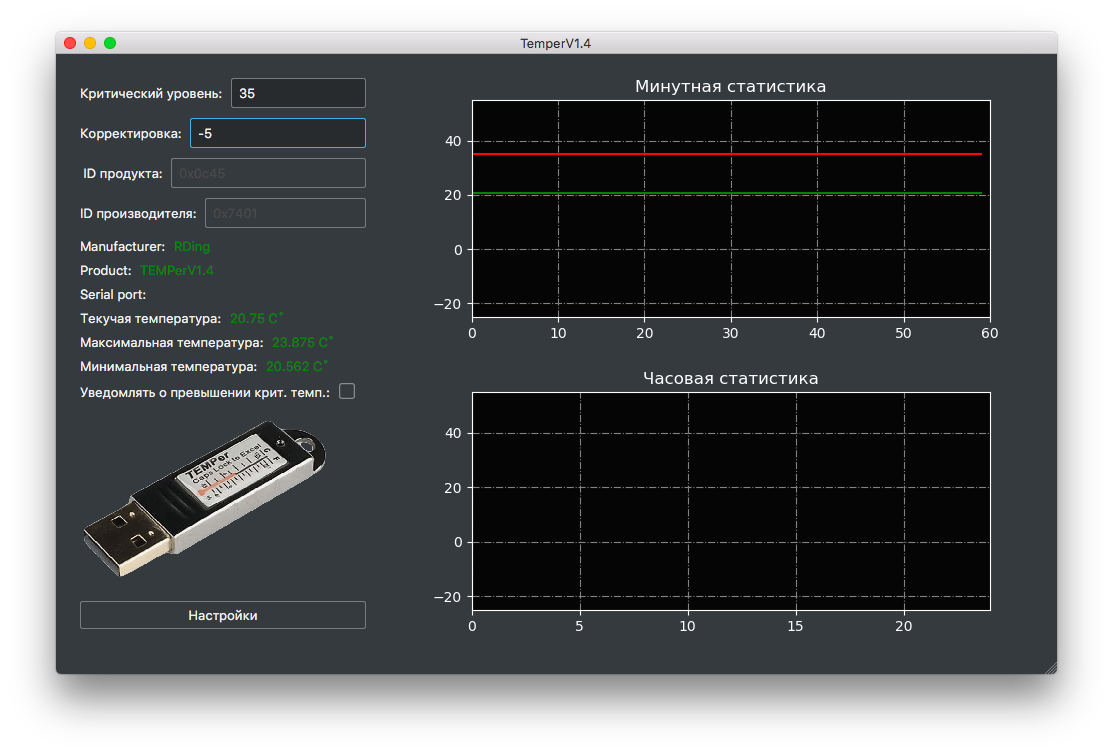 TemperV1.4
Критический уровень: 35
Корректировка: -5
ID продукта: 0x0c45
ID производителя: 0x7401
Manufacturer: RDing
Product: TEMPerV1.4
Serial port:
Текучая температура: 20.75 C˚
Максимальная температура: 23.875 C˚
Минимальная температура: 20.562 C˚
Уведомлять о превышении крит. темп.:
TEMPer
Caps Lock to Excel
Настройки
Минутная статистика
40
20
0
−20
0 10 20 30 40 50 60
Часовая статистика
40
20
0
−20
0 5 10 15 20